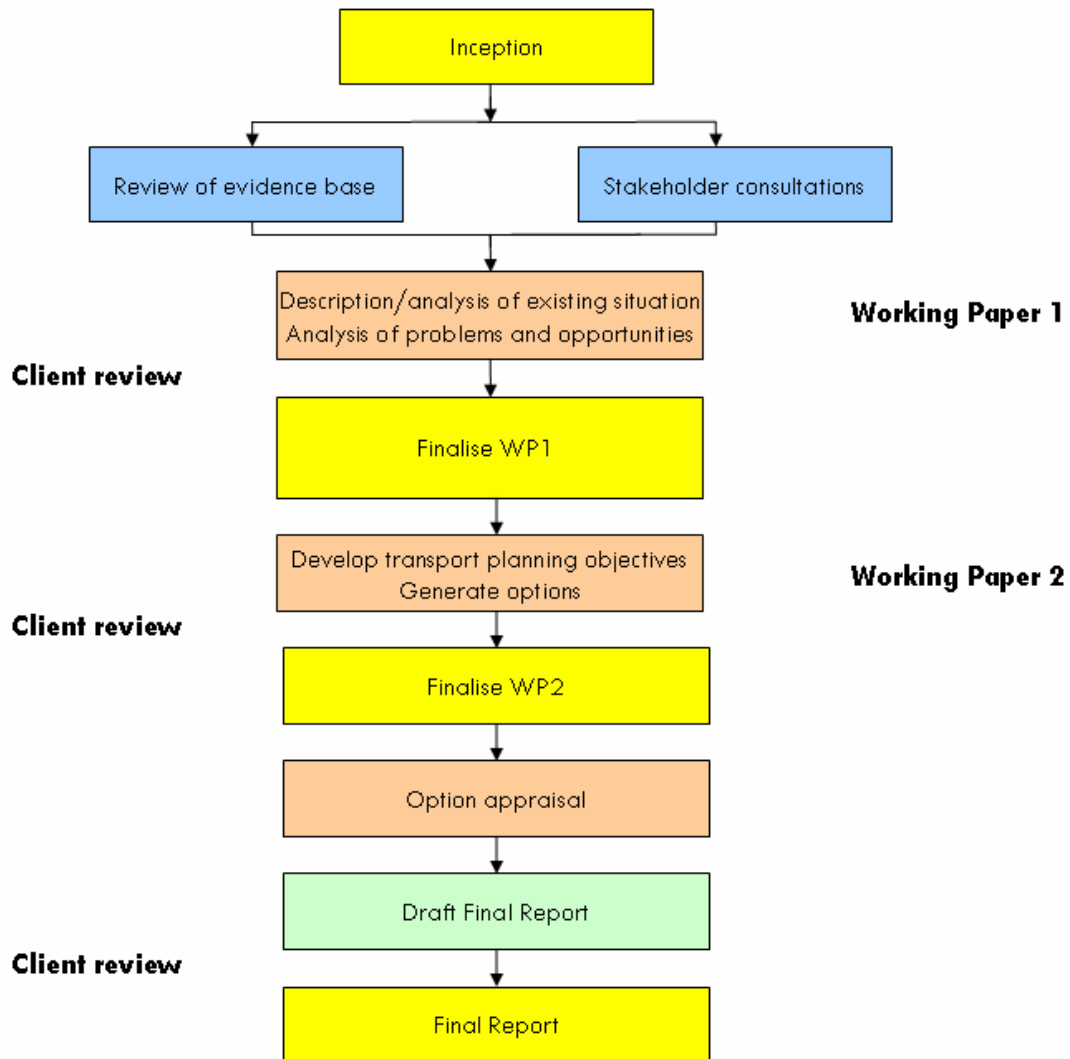 Inception
Review of evidence base
Stakeholder consultations
Description/analysis of existing situation
Analysis of problems and opportunities
Working Paper 1
Client review
Finalise WP1
Develop transport planning objectives
Generate options
Working Paper 2
Client review
Finalise WP2
Option appraisal
Draft Final Report
Client review
Final Report